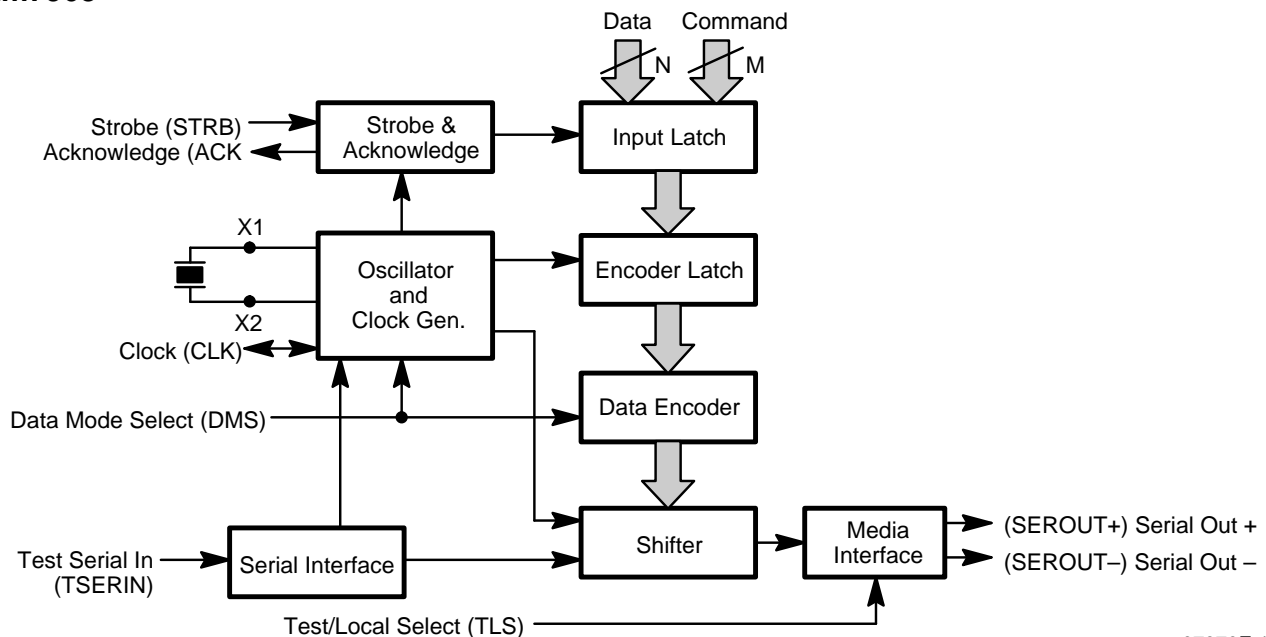 Data Command
N M
Strobe (STRB)
Acknowledge (ACK
Strobe &
Acknowledge
Input Latch
X1
X2
Oscillator
and
Clock Gen.
Encoder Latch
Clock (CLK)
Data Mode Select (DMS)
Data Encoder
Test Serial In
(TSERIN)
Serial Interface
Shifter
Media
Interface
(SEROUT+) Serial Out +
(SEROUT–) Serial Out –
Test/Local Select (TLS)